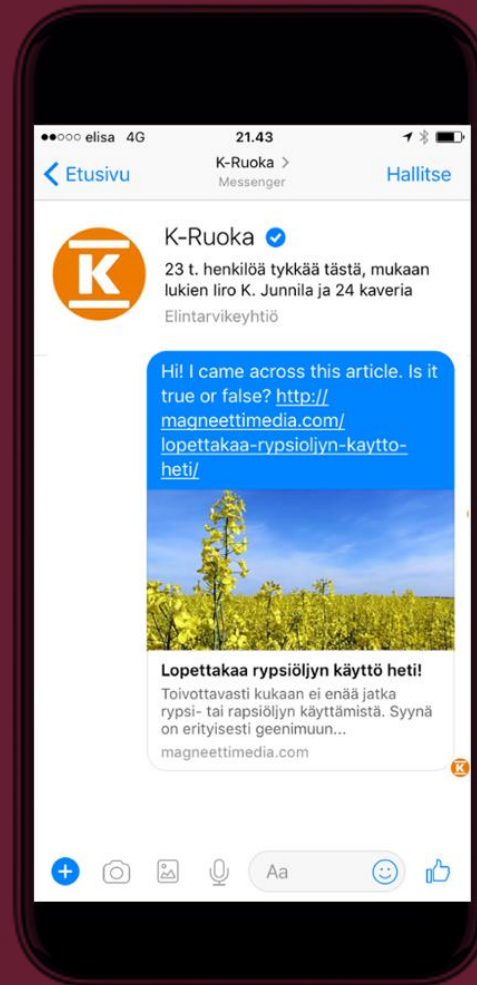 elisa 4G 21.43
Etusivu K-Ruoka > Hallitse
Messenger
K
K-Ruoka
23 t. henkilöä tykkää tästä, mukaan
lukien Iiro K. Junnila ja 24 kaveria
Elintarvikeyhtiö
Hi! I came across this article. Is it
true or false? http://
magneettimedia.com/
lopettakaa-rypsioljyn-kaytto-
heti/
Lopettakaa rypsiöljyn käyttö heti!
Toivottavasti kukaan ei enää jatka
rypsi- tai rapsiöljyn käyttämistä. Syynä
on erityisesti geenimuun...
magneettimedia.com
K
Aa